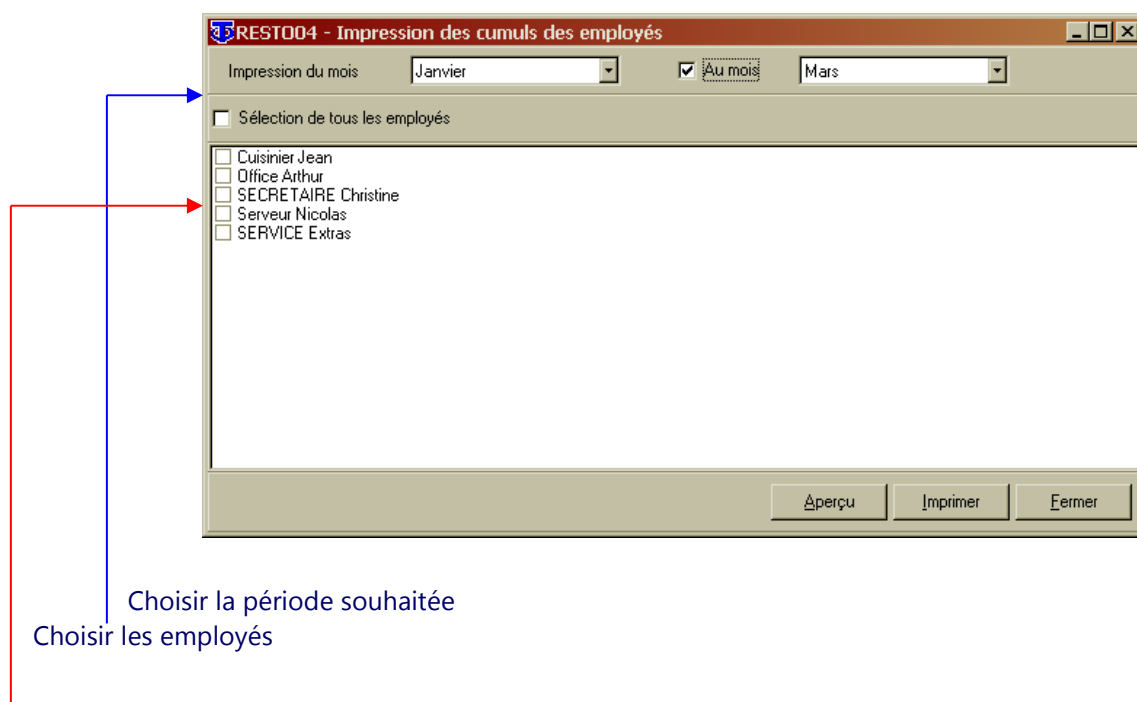 RESTO04 - Impression des cumuls des employés
Impression du mois Janvier Au mois Mars
Sélection de tous les employés
Cuisinier Jean
Office Arthur
SECRETAIRE Christine
Serveur Nicolas
SERVICE Extras
Aperçu Imprimer Fermer
Choisir la période souhaitée
Choisir les employés